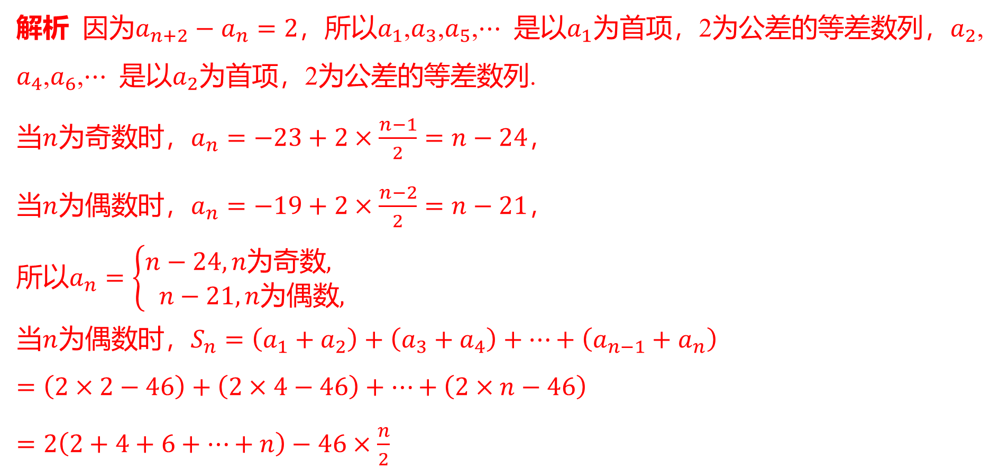 解析 因为$a_{n+2}-a_n=2$，所以$a_1,a_3,a_5,\cdots$ 是以$a_1$为首项，2为公差的等差数列，$a_2$,
$a_4,a_6,\cdots$ 是以$a_2$为首项，2为公差的等差数列.
当$n$为奇数时，$a_n=-23+2\times\frac{n-1}{2}=n-24$，
当$n$为偶数时，$a_n=-19+2\times\frac{n-2}{2}=n-21$，
所以$a_n=\begin{cases}n-24,n为奇数,\\n-21,n为偶数,\end{cases}$
当$n$为偶数时，$S_n=(a_1+a_2)+(a_3+a_4)+\cdots+(a_{n-1}+a_n)$
$=(2\times2-46)+(2\times4-46)+\cdots+(2\times n-46)$
$=2(2+4+6+\cdots+n)-46\times\frac{n}{2}$